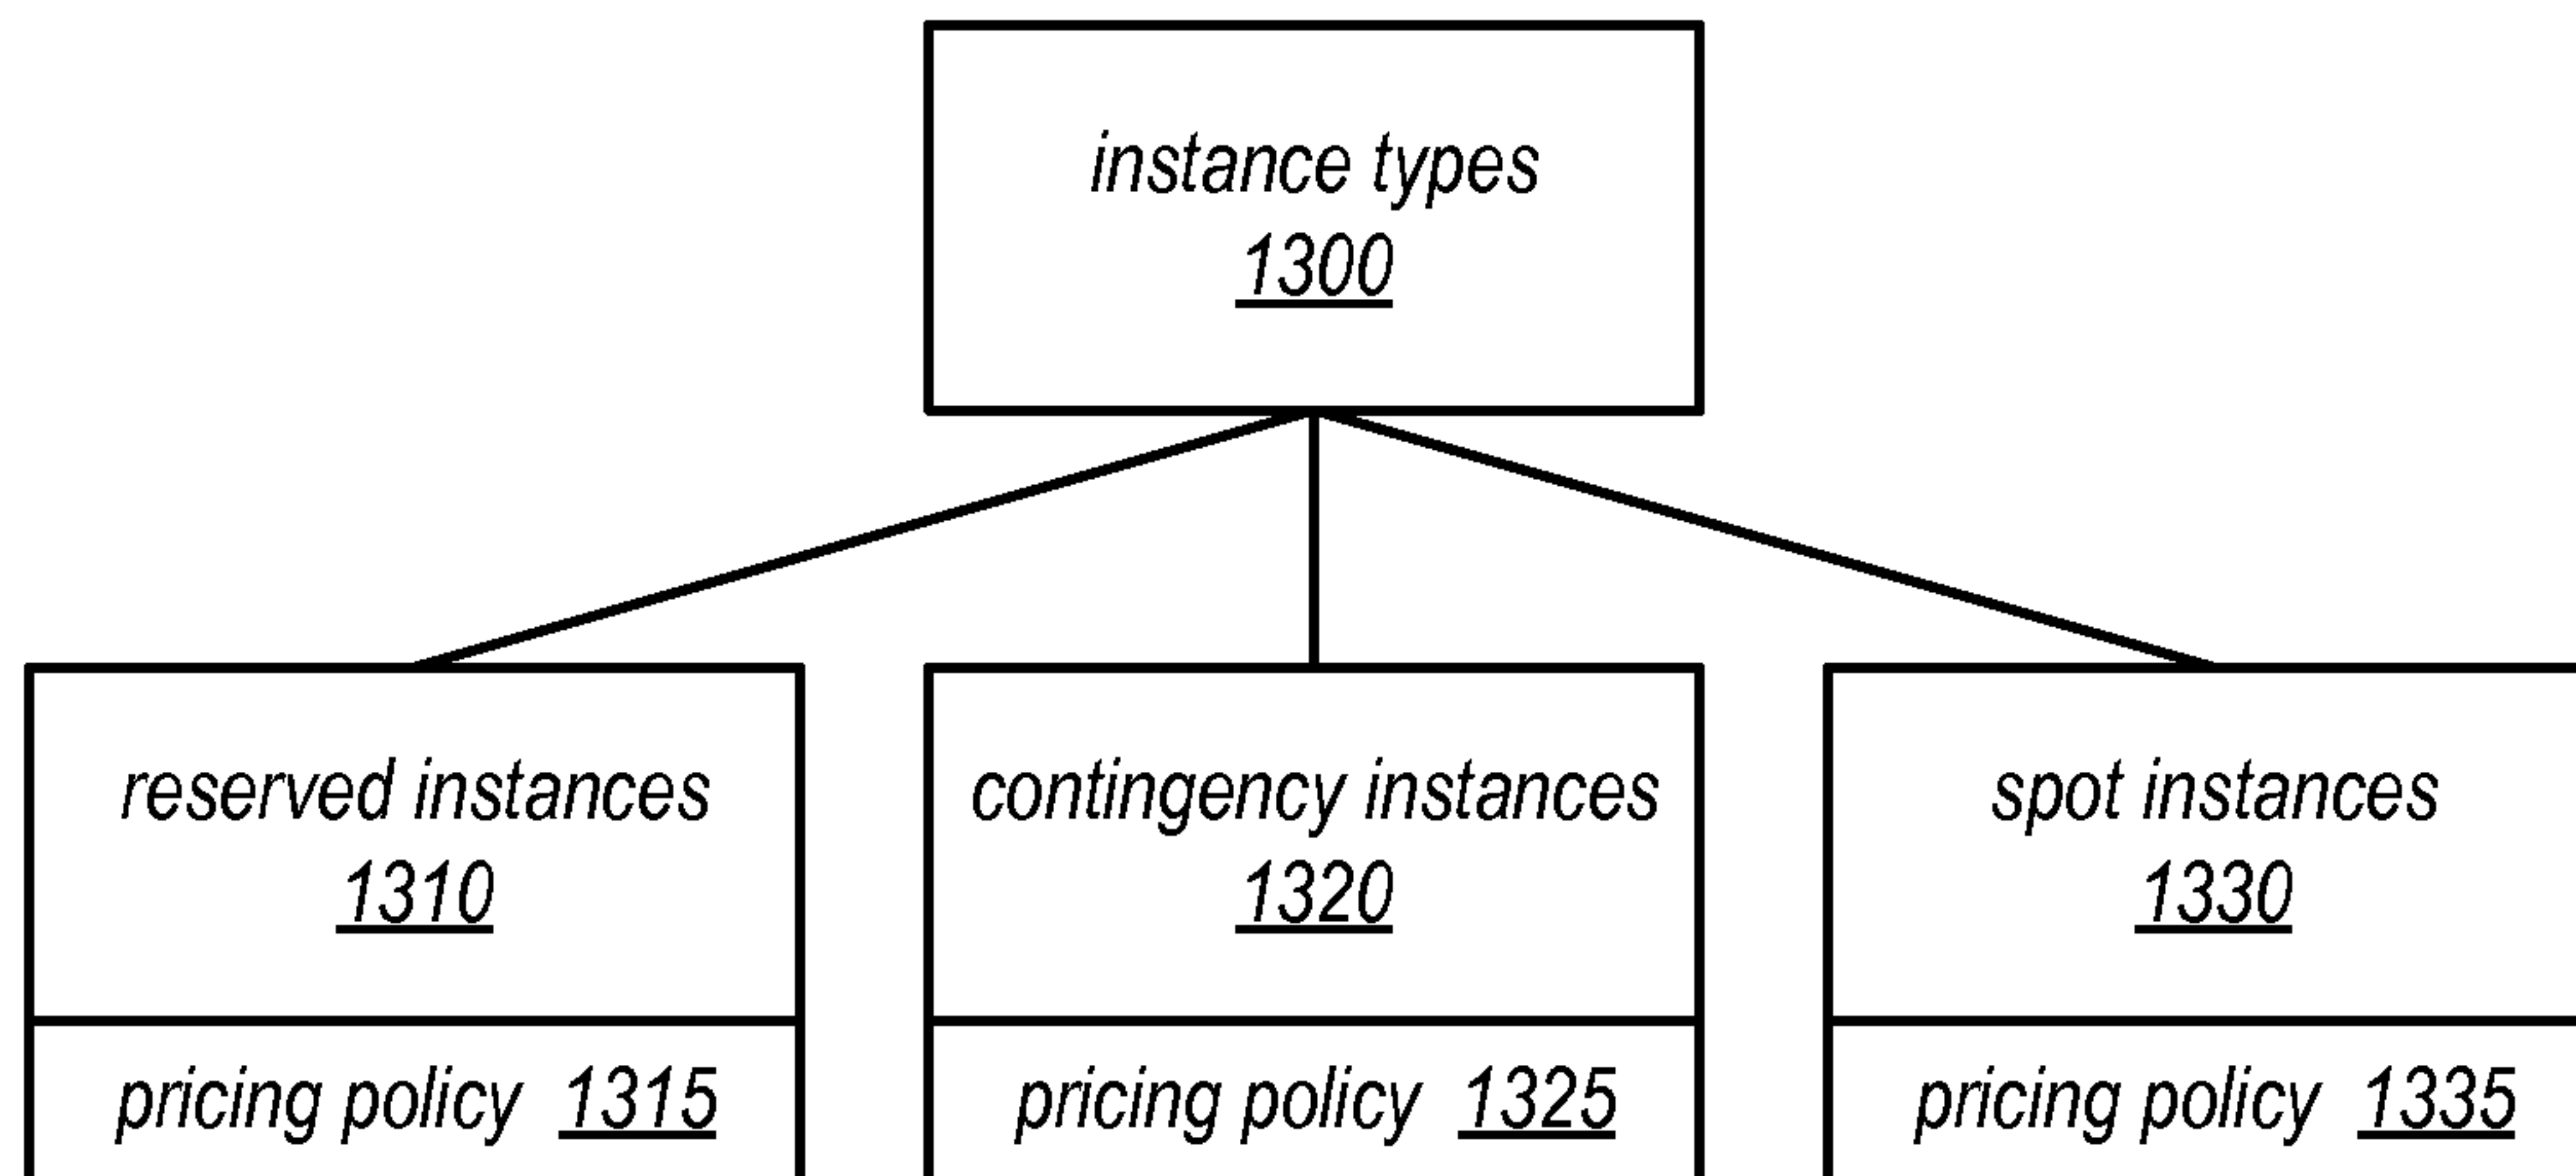 instance types
1300
reserved instances
1310
pricing policy 1315
contingency instances
1320
pricing policy 1325
spot instances
1330
pricing policy 1335